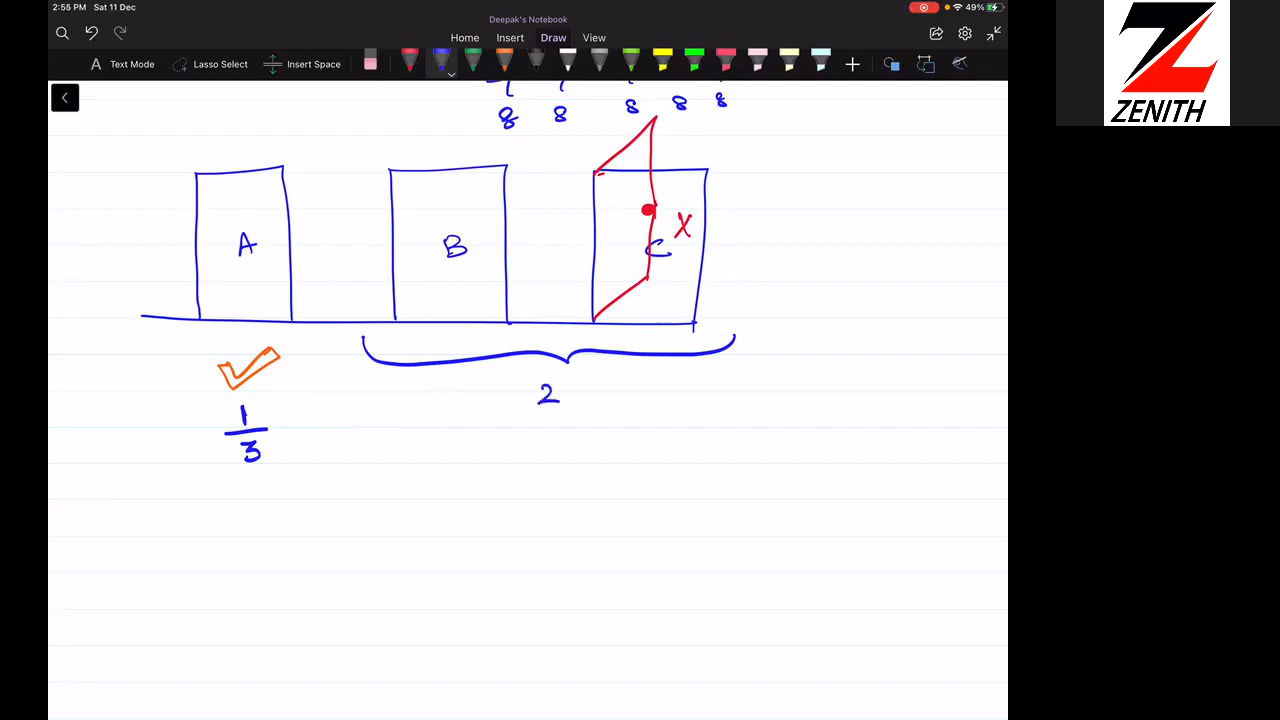 2:55 PM Sat 11 Dec 49%
Deepak's Notebook
Home Insert Draw View
A Text Mode Lasso Select Insert Space
8 8 8 8 8
A B C X
2
1
3
ZENITH